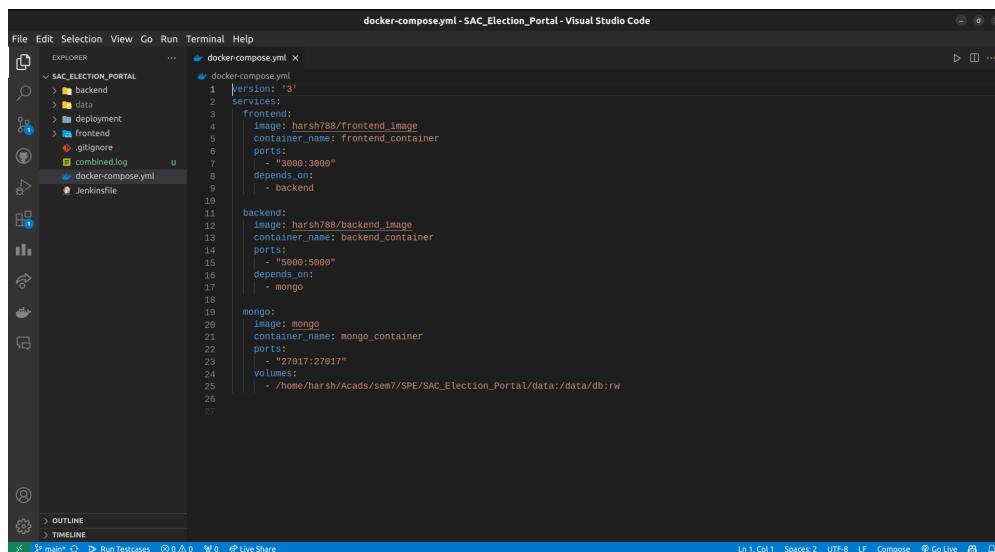 docker-compose.yml - SAC_Election_Portal - Visual Studio Code
File Edit Selection View Go Run Terminal Help
EXPLORER
docker-compose.yml
SAC_ELECTION_PORTAL
backend
data
deployment
frontend
.gitignore
combined.log U
docker-compose.yml
Jenkinsfile
OUTLINE
TIMELINE
docker-compose.yml
1 version: '3'
2 services:
3   frontend:
4     image: harsh788/frontend_image
5     container_name: frontend_container
6     ports:
7       - "3000:3000"
8     depends_on:
9       - backend
10
11   backend:
12     image: harsh788/backend_image
13     container_name: backend_container
14     ports:
15       - "5000:5000"
16     depends_on:
17       - mongo
18
19   mongo:
20     image: mongo
21     container_name: mongo_container
22     ports:
23       - "27017:27017"
24     volumes:
25       - /home/harsh/Acads/sem7/SPE/SAC_Election_Portal/data:/data/db:rw
26
27
1
1
main* Run Testcases 0 0 0 Live Share Ln 1, Col 1 Spaces: 2 UTF-8 LF Compose Go Live